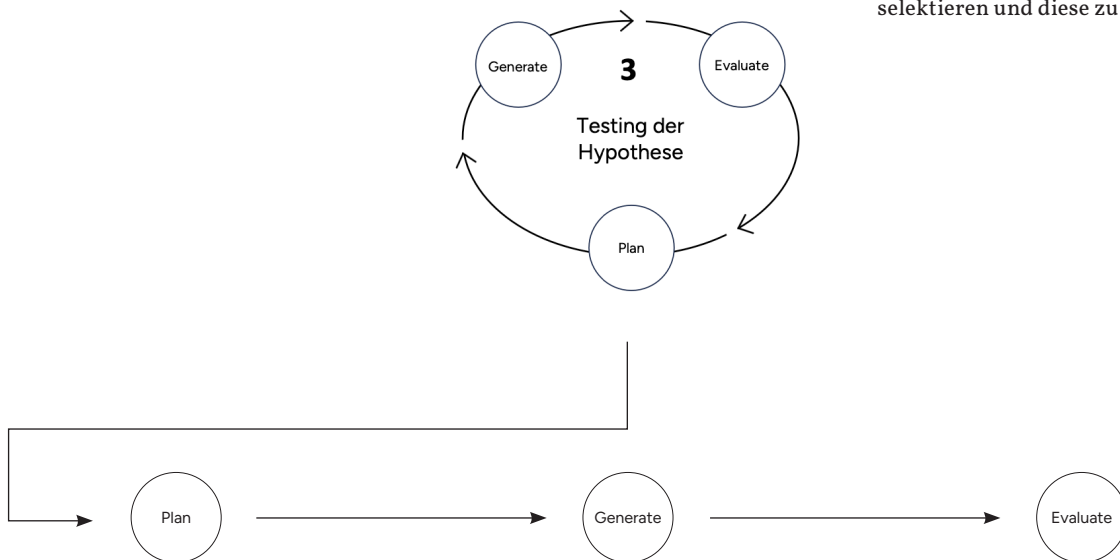 selektieren und diese zu
Generate
3
Evaluate
Testing der
Hypothese
Plan
Plan
Generate
Evaluate